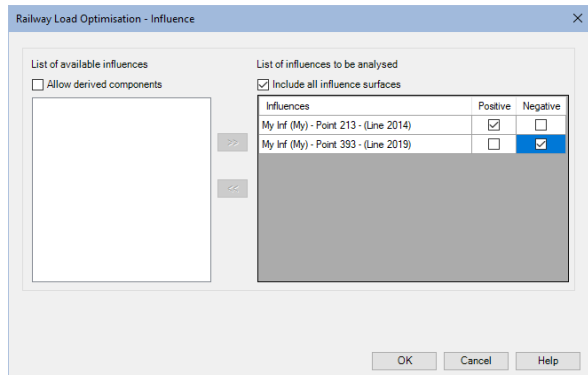 Railway Load Optimisation - Influence
List of available influences
Allow derived components
>>
<<
List of influences to be analysed
Include all influence surfaces
Influences Positive Negative
My Inf (My) - Point 213 - (Line 2014)
My Inf (My) - Point 393 - (Line 2019)
OK Cancel Help